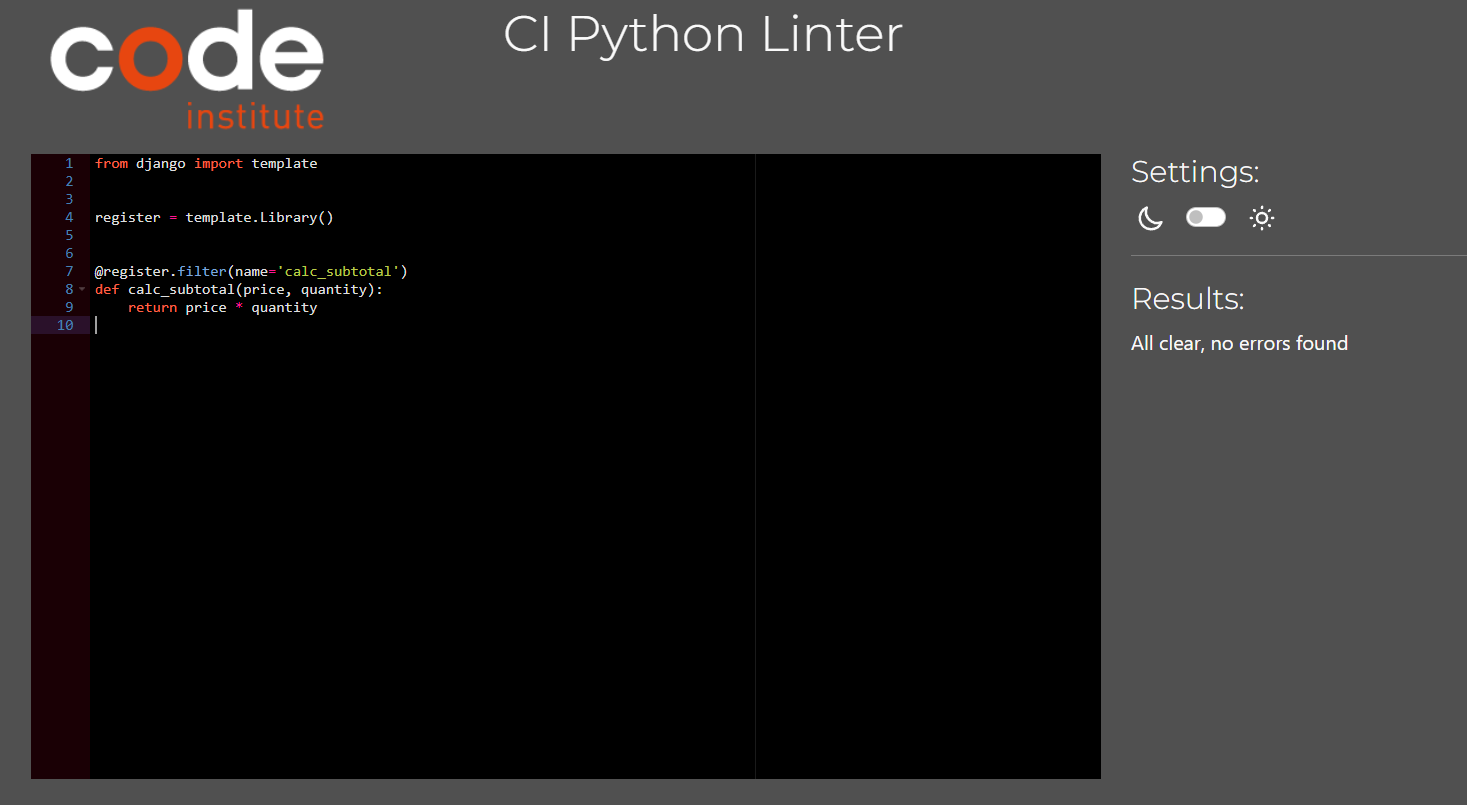 code
institute
CI Python Linter
1 from django import template
2
3
4 register = template.Library()
5
6
7 @register.filter(name='calc_subtotal')
8 def calc_subtotal(price, quantity):
9     return price * quantity
10
Settings:
Results:
All clear, no errors found